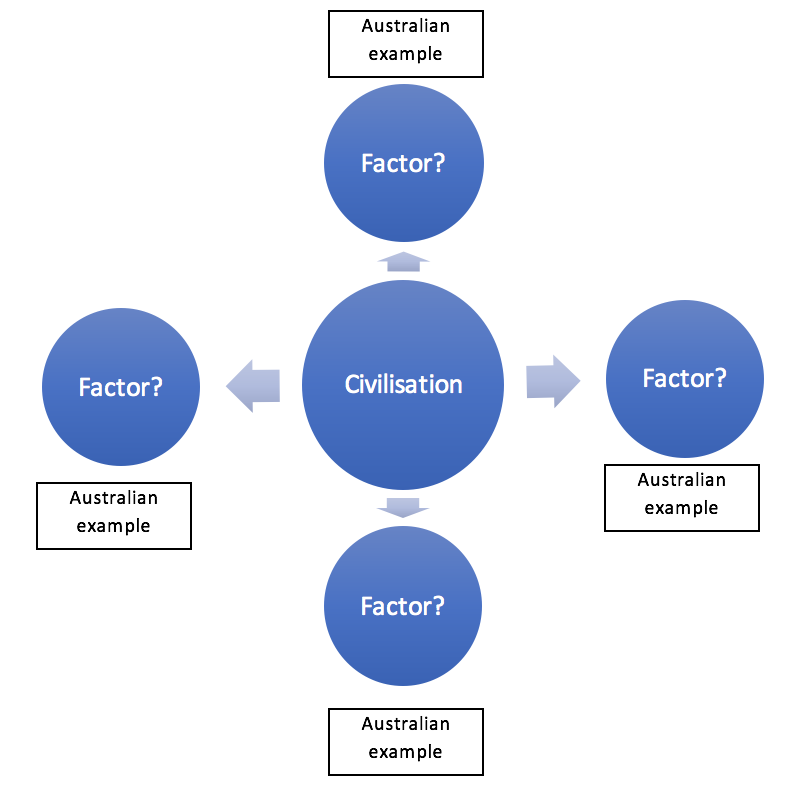 Australian
example
Factor?
Factor?
Civilisation
Factor?
Australian
example
Australian
example
Factor?
Australian
example